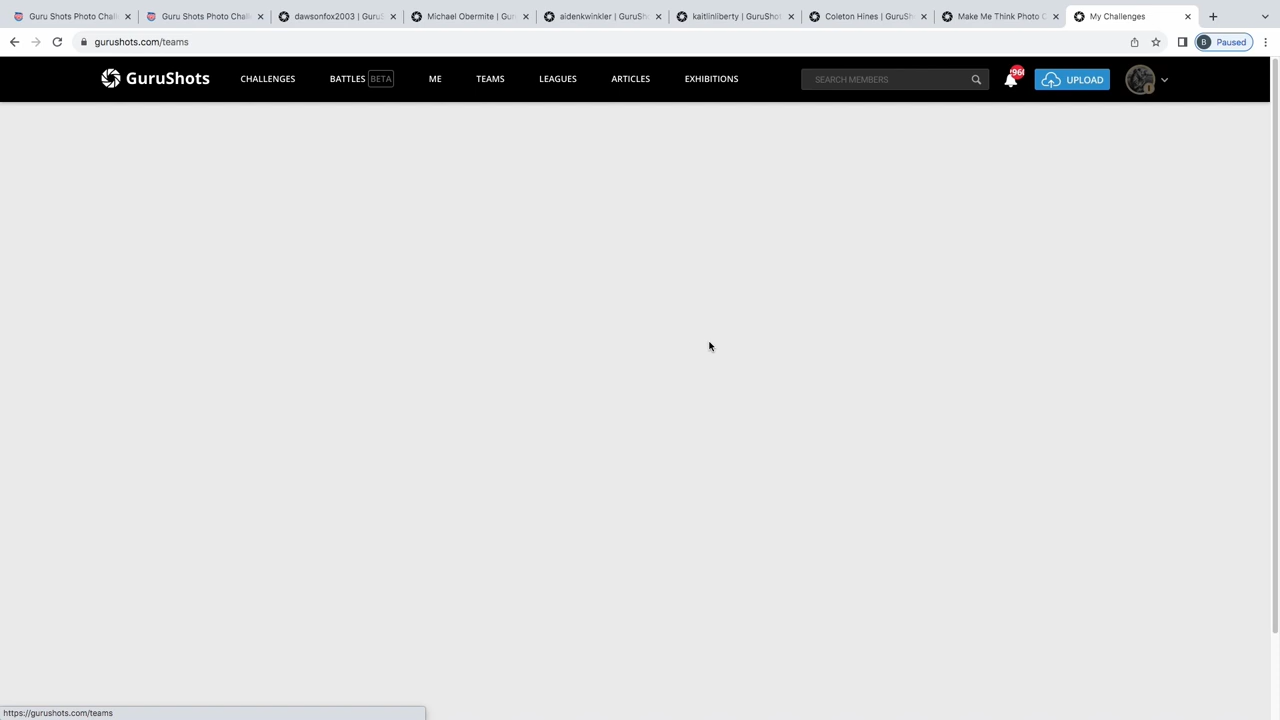 Guru Shots Photo Chall
Guru Shots Photo Chall
dawsonfox2003 | Guru
Michael Obermite | Gur
aidenkwinkler | GuruSh
kaitlinliberty | GuruShot
Coleton Hines | GuruSh
Make Me Think Photo C
My Challenges
gurushots.com/teams
B
Paused
GuruShots
CHALLENGES
BATTLES BETA
ME
TEAMS
LEAGUES
ARTICLES
EXHIBITIONS
SEARCH MEMBERS
UPLOAD
https://gurushots.com/teams